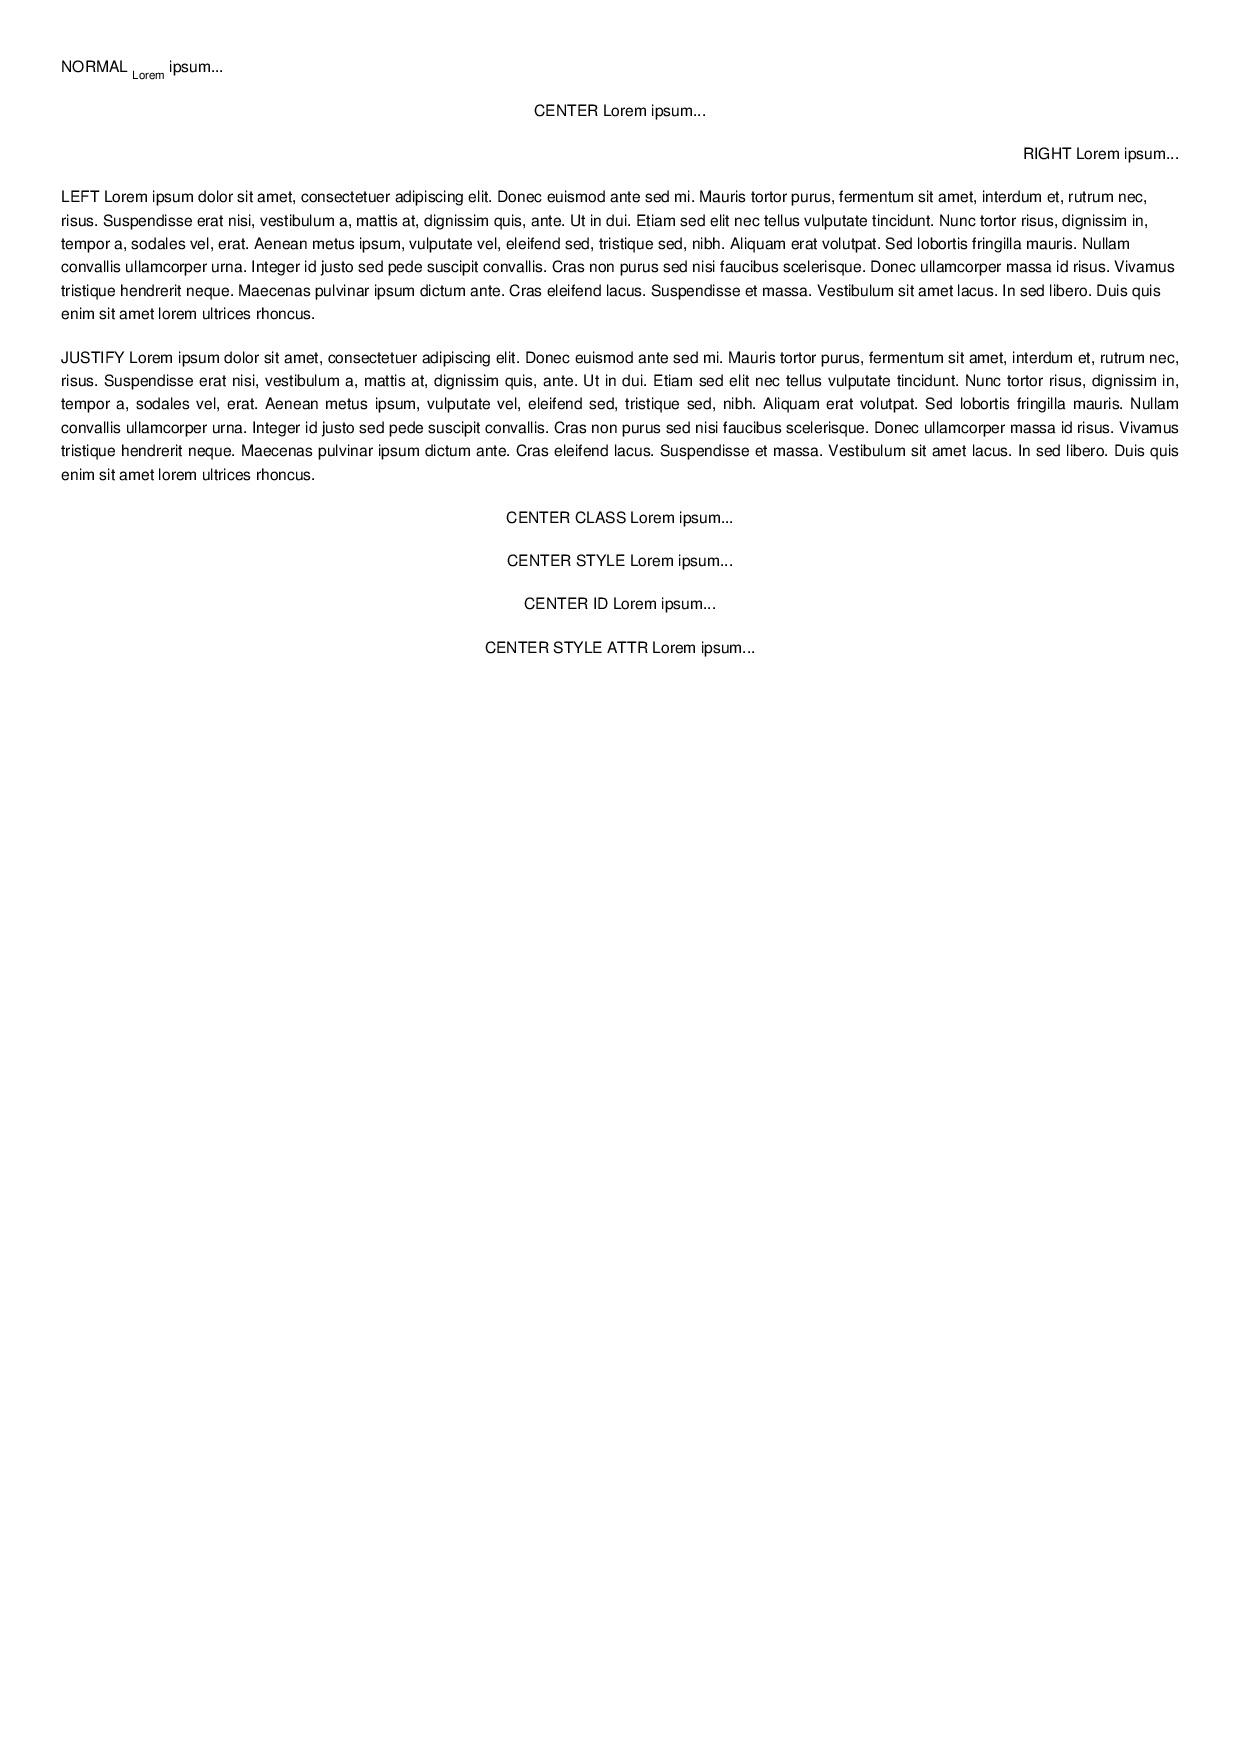 NORMAL Lorem ipsum...
CENTER Lorem ipsum...
RIGHT Lorem ipsum...
LEFT Lorem ipsum dolor sit amet, consectetuer adipiscing elit. Donec euismod ante sed mi. Mauris tortor purus, fermentum sit amet, interdum et, rutrum nec,
risus. Suspendisse erat nisi, vestibulum a, mattis at, dignissim quis, ante. Ut in dui. Etiam sed elit nec tellus vulputate tincidunt. Nunc tortor risus, dignissim in,
tempor a, sodales vel, erat. Aenean metus ipsum, vulputate vel, eleifend sed, tristique sed, nibh. Aliquam erat volutpat. Sed lobortis fringilla mauris. Nullam
convallis ullamcorper urna. Integer id justo sed pede suscipit convallis. Cras non purus sed nisi faucibus scelerisque. Donec ullamcorper massa id risus. Vivamus
tristique hendrerit neque. Maecenas pulvinar ipsum dictum ante. Cras eleifend lacus. Suspendisse et massa. Vestibulum sit amet lacus. In sed libero. Duis quis
enim sit amet lorem ultrices rhoncus.
JUSTIFY Lorem ipsum dolor sit amet, consectetuer adipiscing elit. Donec euismod ante sed mi. Mauris tortor purus, fermentum sit amet, interdum et, rutrum nec,
risus. Suspendisse erat nisi, vestibulum a, mattis at, dignissim quis, ante. Ut in dui. Etiam sed elit nec tellus vulputate tincidunt. Nunc tortor risus, dignissim in,
tempor a, sodales vel, erat. Aenean metus ipsum, vulputate vel, eleifend sed, tristique sed, nibh. Aliquam erat volutpat. Sed lobortis fringilla mauris. Nullam
convallis ullamcorper urna. Integer id justo sed pede suscipit convallis. Cras non purus sed nisi faucibus scelerisque. Donec ullamcorper massa id risus. Vivamus
tristique hendrerit neque. Maecenas pulvinar ipsum dictum ante. Cras eleifend lacus. Suspendisse et massa. Vestibulum sit amet lacus. In sed libero. Duis quis
enim sit amet lorem ultrices rhoncus.
CENTER CLASS Lorem ipsum...
CENTER STYLE Lorem ipsum...
CENTER ID Lorem ipsum...
CENTER STYLE ATTR Lorem ipsum...